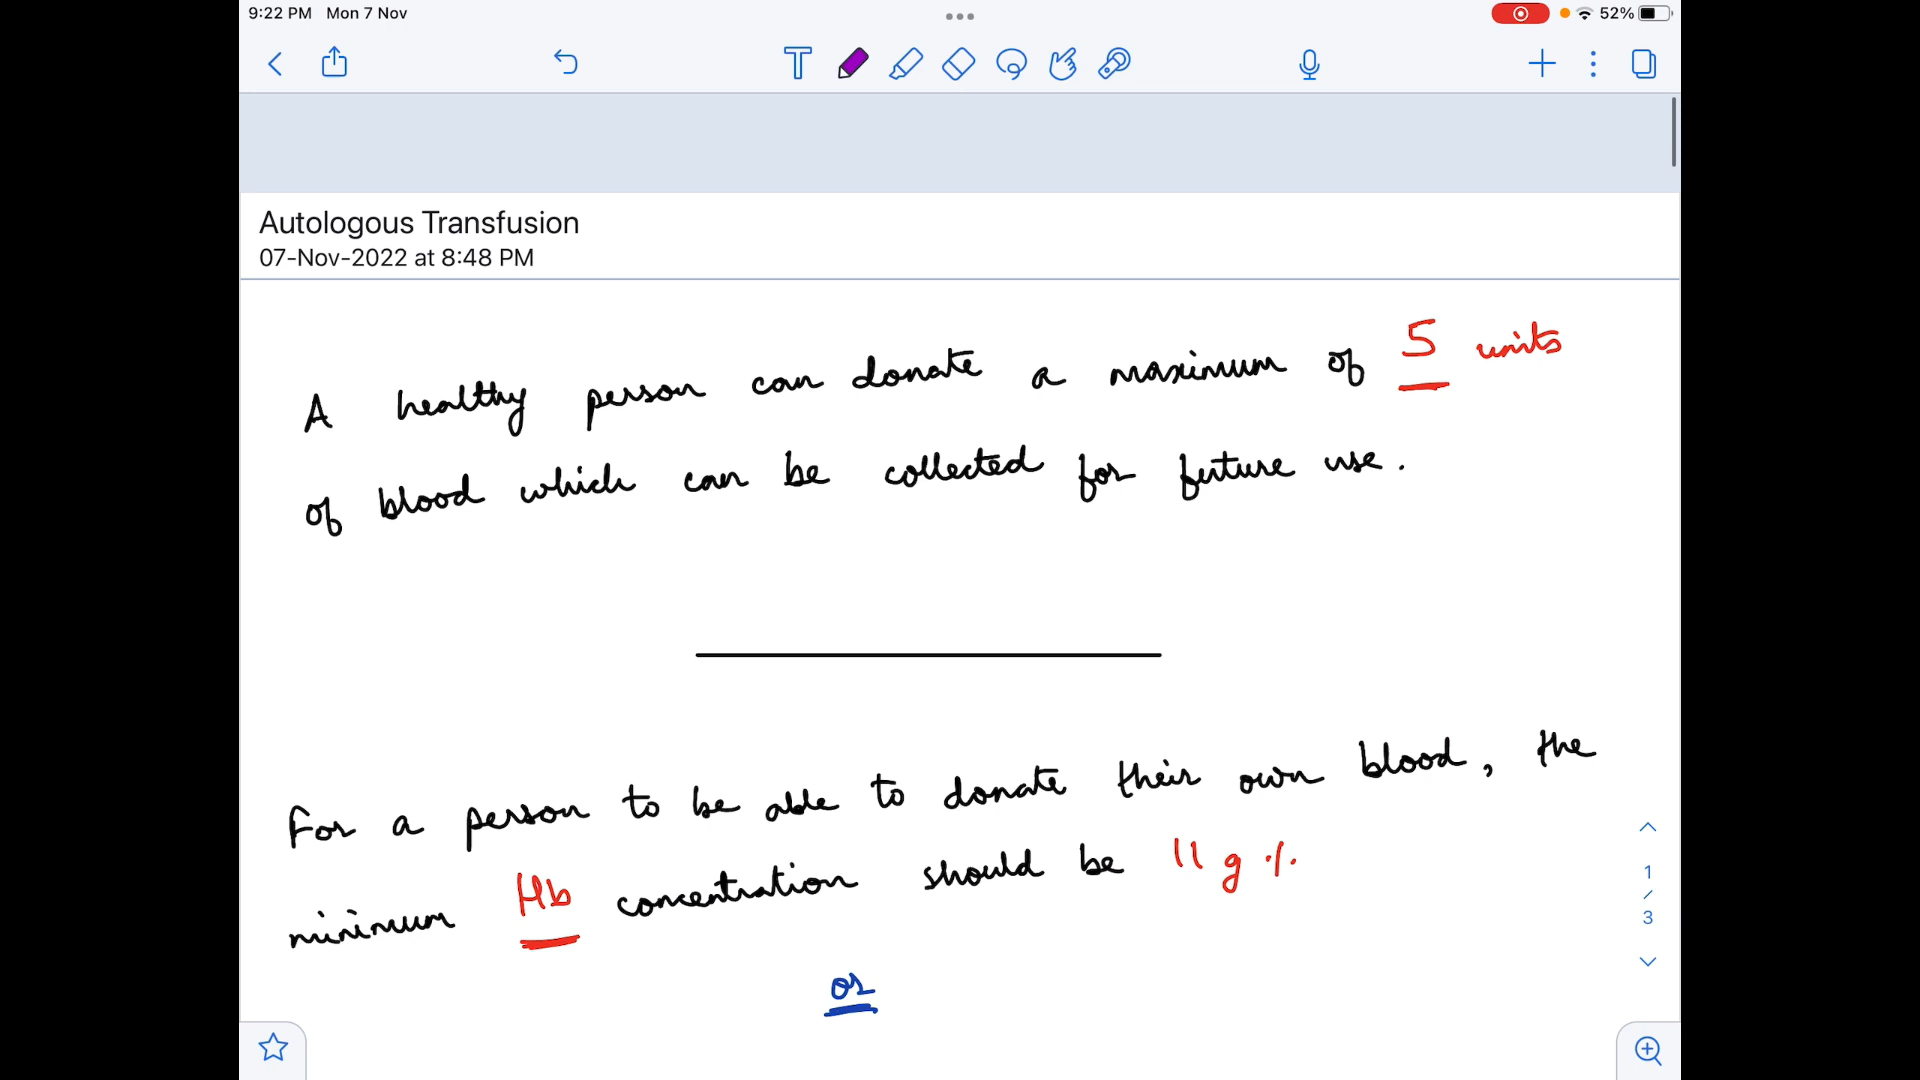 9:22 PM Mon 7 Nov
52%
Autologous Transfusion
07-Nov-2022 at 8:48 PM
A healthy person can donate a maximum of 5 units
of blood which can be collected for future use.
For a person to be able to donate their own blood, the
minimum Hb concentration should be 11 g %
or
1
/
3